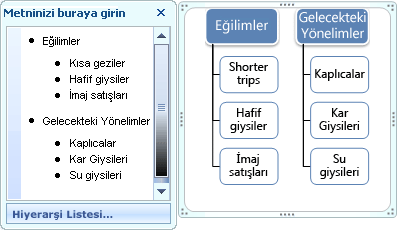 Metninizi buraya girin
Eğilimler
Kısa geziler
Hafif giysiler
İmaj satışları
Gelecekteki Yönelimler
Kaplıcalar
Kar Giysileri
Su giysileri
Hiyerarşi Listesi...
Eğilimler
Shorter
trips
Hafif
giysiler
İmaj
satışları
Gelecekteki
Yönelimler
Kaplıcalar
Kar
Giysileri
Su
giysileri